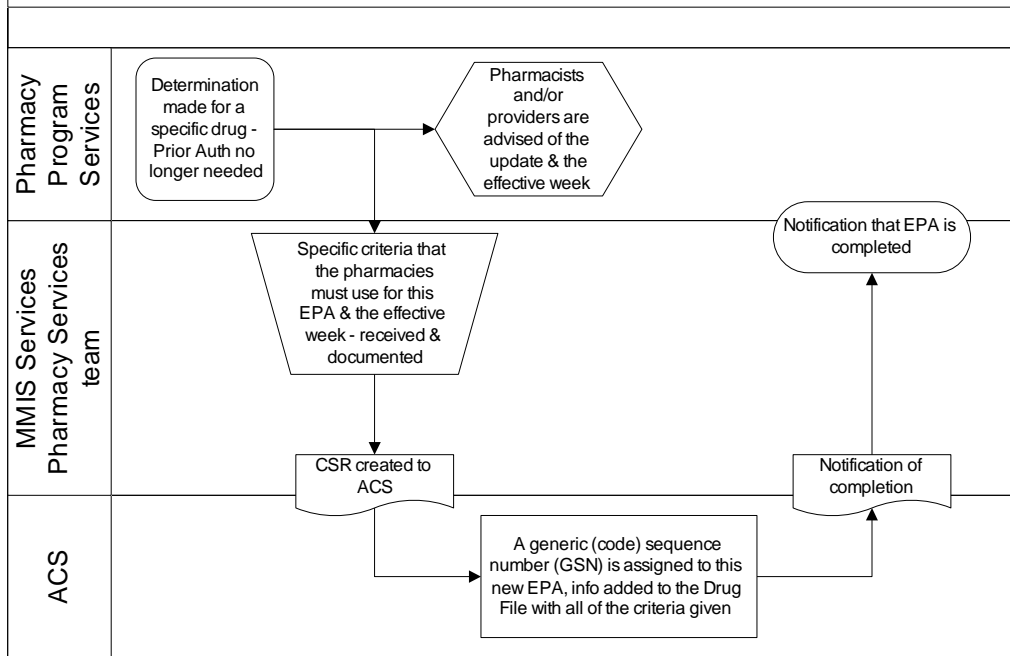 Pharmacy
Program
Services
Determination
made for a
specific drug -
Prior Auth no
longer needed
Pharmacists
and/or
providers are
advised of the
update & the
effective week
MMIS Services
Pharmacy Services
team
Specific criteria that
the pharmacies
must use for this
EPA & the effective
week - received &
documented
Notification that EPA is
completed
CSR created to
ACS
Notification of
completion
ACS
A generic (code) sequence
number (GSN) is assigned to this
new EPA, info added to the Drug
File with all of the criteria given